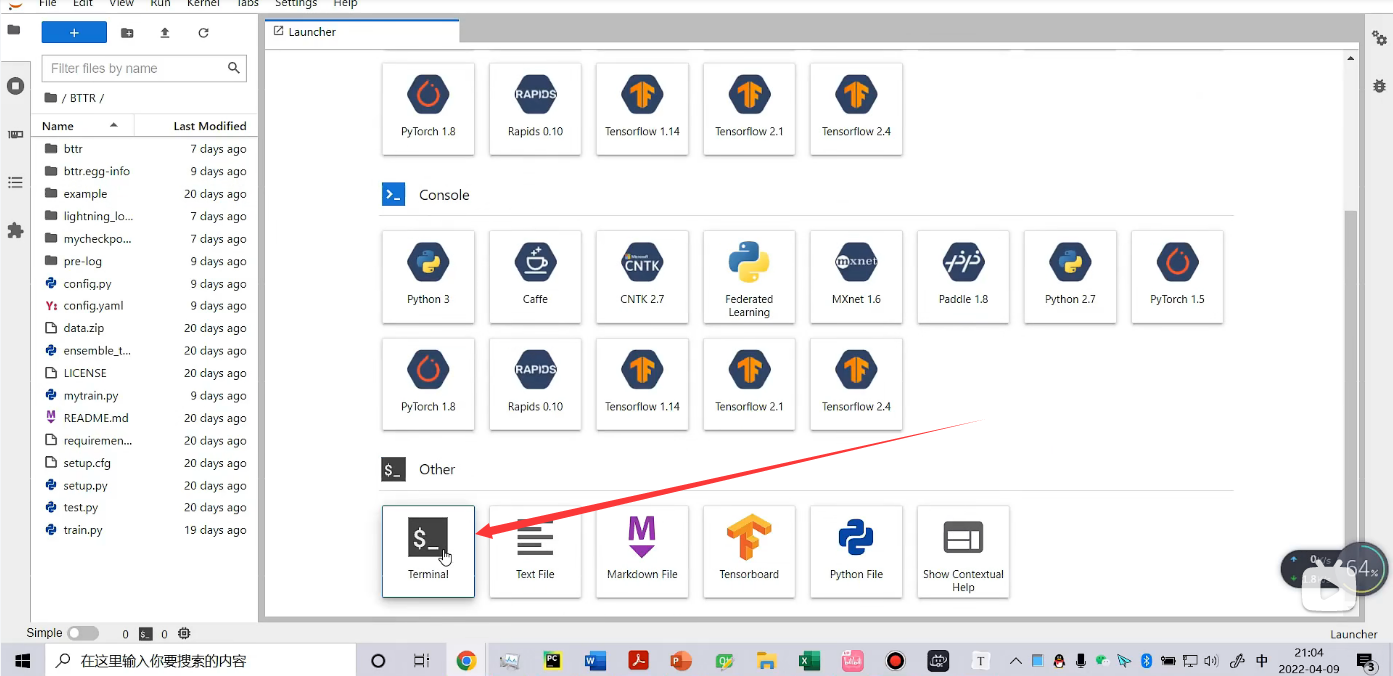 File Edit View Run Kernel Tabs Settings Help
+
Launcher
Filter files by name
/ BTTR /
Name Last Modified
bttr 7 days ago
bttr.egg-info 9 days ago
example 20 days ago
lightning_lo... 7 days ago
mycheckpo... 7 days ago
pre-log 9 days ago
config.py 9 days ago
Y: config.yaml 9 days ago
data.zip 20 days ago
ensemble_t... 20 days ago
LICENSE 20 days ago
mytrain.py 9 days ago
M README.md 20 days ago
requiremen... 20 days ago
setup.cfg 20 days ago
setup.py 20 days ago
test.py 20 days ago
train.py 19 days ago
RAPIDS
PyTorch 1.8 Rapids 0.10 Tensorflow 1.14 Tensorflow 2.1 Tensorflow 2.4
>_ Console
Microsoft
CNTK mxnet
Python 3 Caffe CNTK 2.7 Federated Learning MXnet 1.6 Paddle 1.8 Python 2.7 PyTorch 1.5
RAPIDS
PyTorch 1.8 Rapids 0.10 Tensorflow 1.14 Tensorflow 2.1 Tensorflow 2.4
$_ Other
$_ M
Terminal Text File Markdown File Tensorboard Python File Show Contextual Help
64%
Simple 0 $_ 0
Launcher
在这里输入你要搜索的内容
PC W P X T 中
21:04
2022-04-09
3